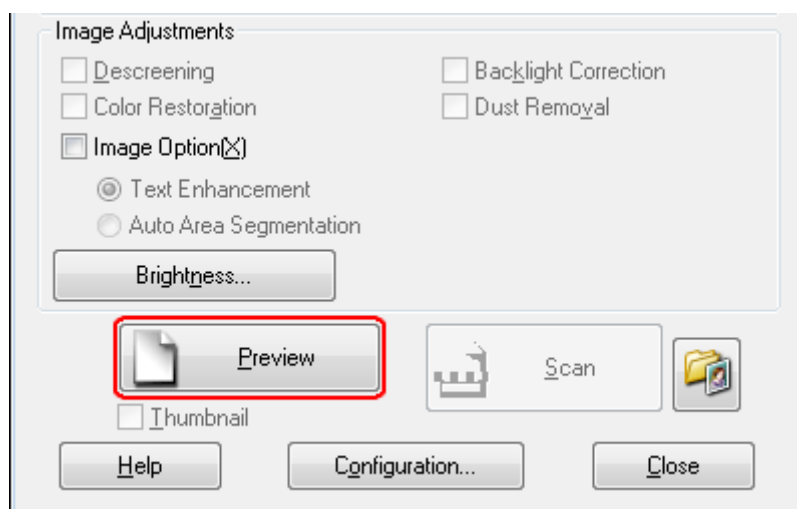 Image Adjustments
Descreening Backlight Correction
Color Restoration Dust Removal
Image Option(X)
Text Enhancement
Auto Area Segmentation
Brightness...
Preview Scan
Thumbnail
Help Configuration... Close